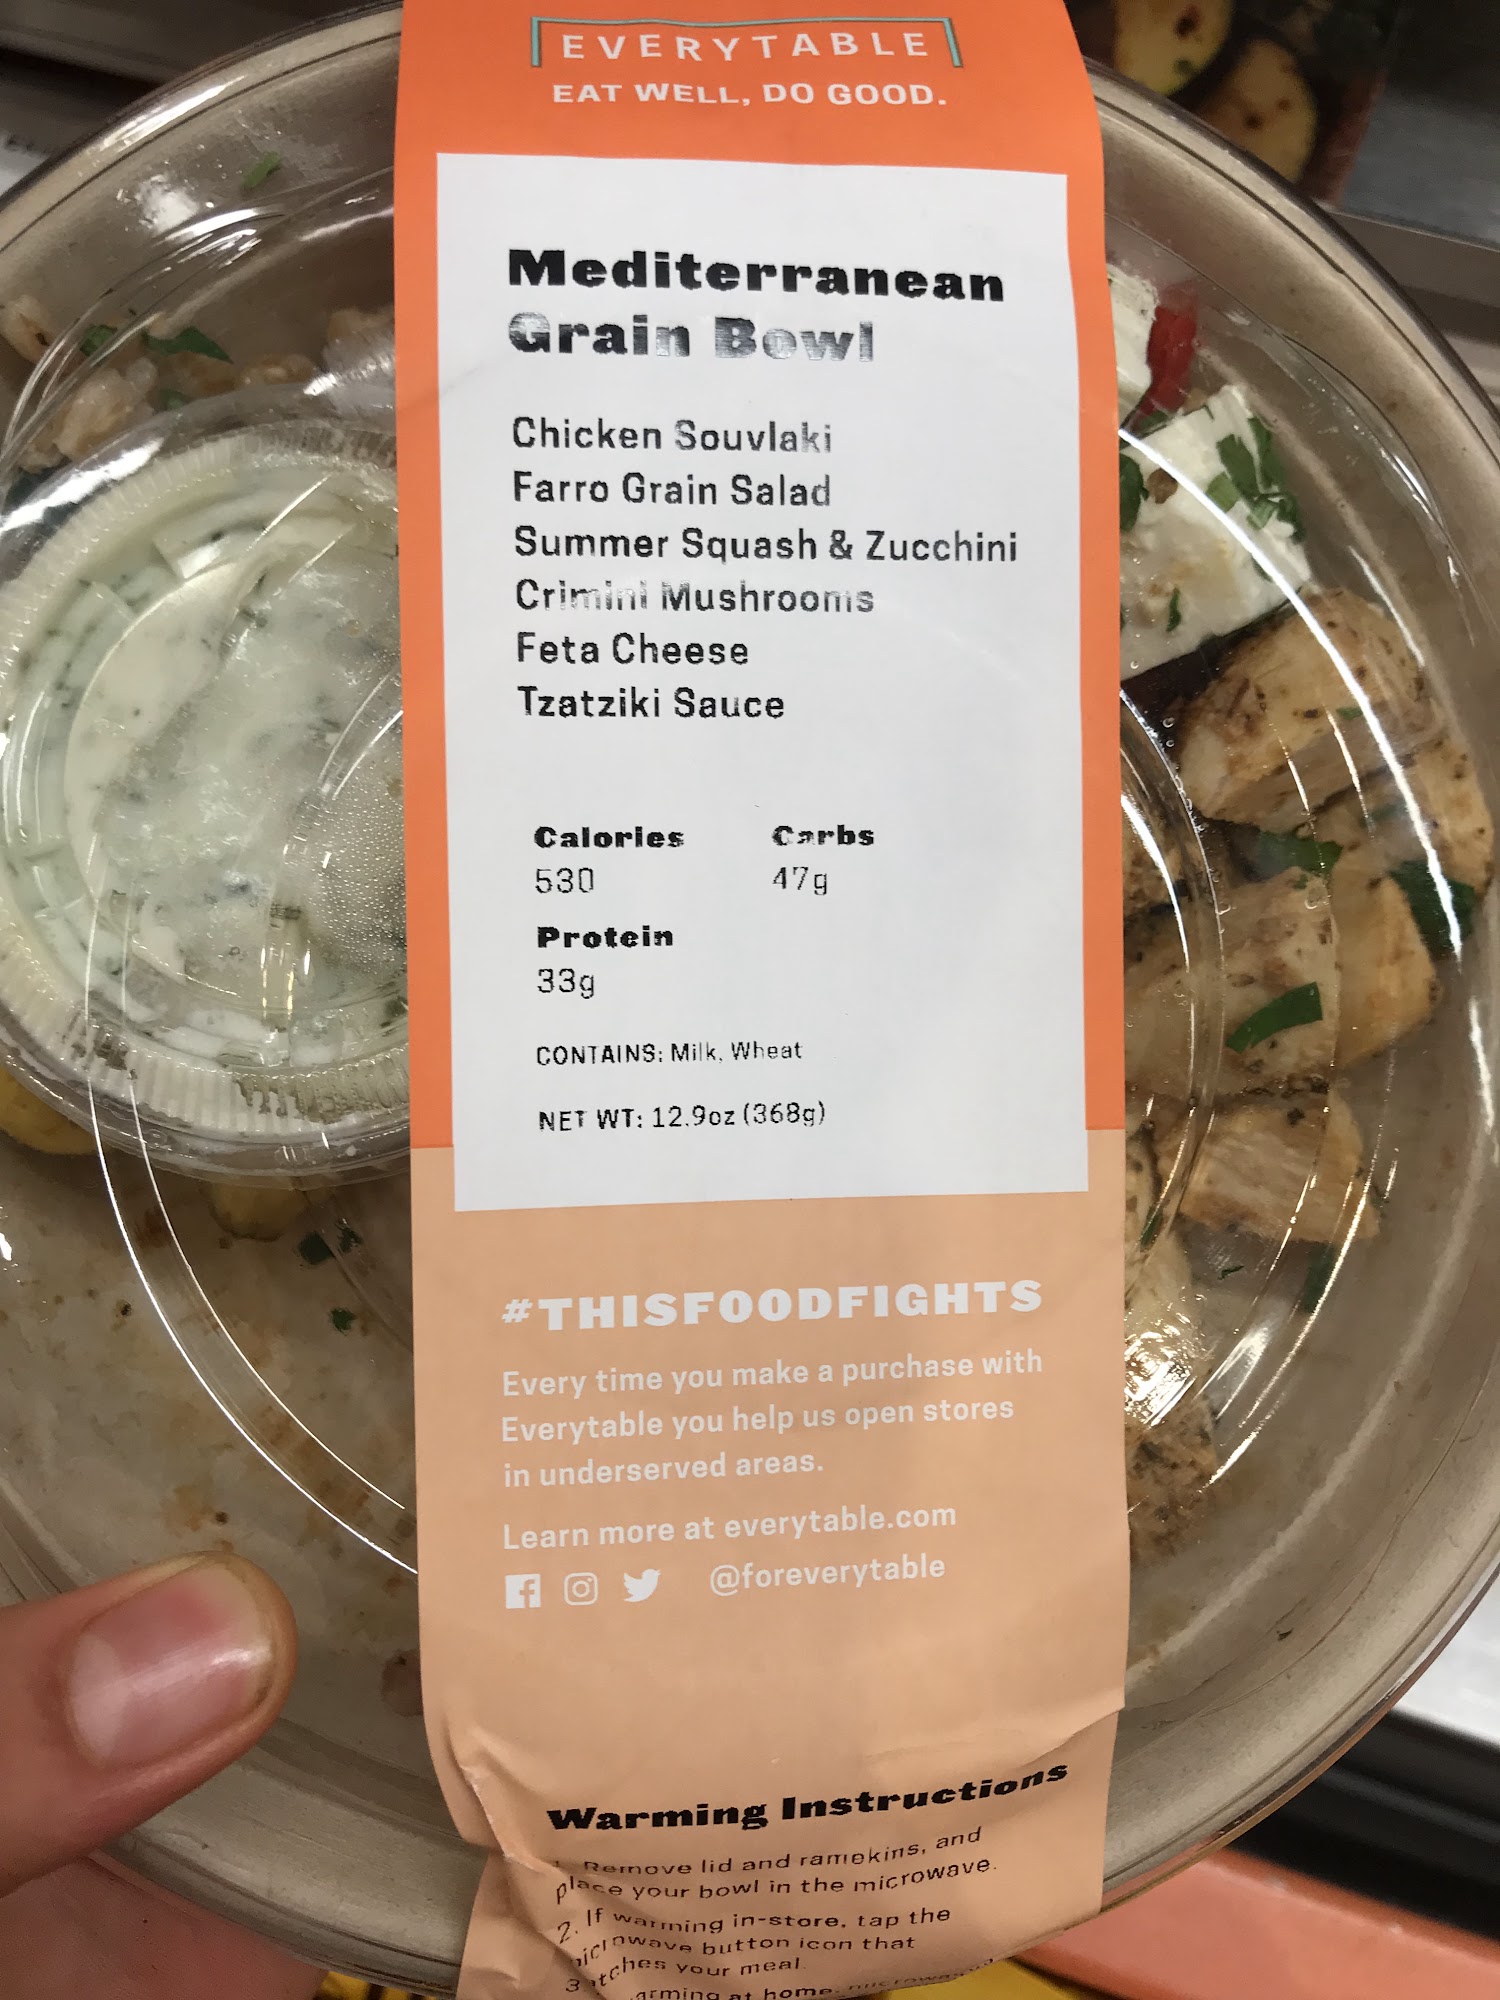 EVERYTABLE
EAT WELL, DO GOOD.
Mediterranean
Grain Bowl
Chicken Souvlaki
Farro Grain Salad
Summer Squash & Zucchini
Crimini Mushrooms
Feta Cheese
Tzatziki Sauce
Calories Carbs
530 47g
Protein
33g
CONTAINS: Milk, Wheat
NET WT: 12.9oz (368g)
#THISFOODFIGHTS
Every time you make a purchase with
Everytable you help us open stores
in underserved areas.
Learn more at everytable.com
@foreverytable
Warming Instructions
Remove lid and ramekins, and
place your bowl in the microwave.
2. If warming in-store, tap the
button icon that
your meal.
3
at home,